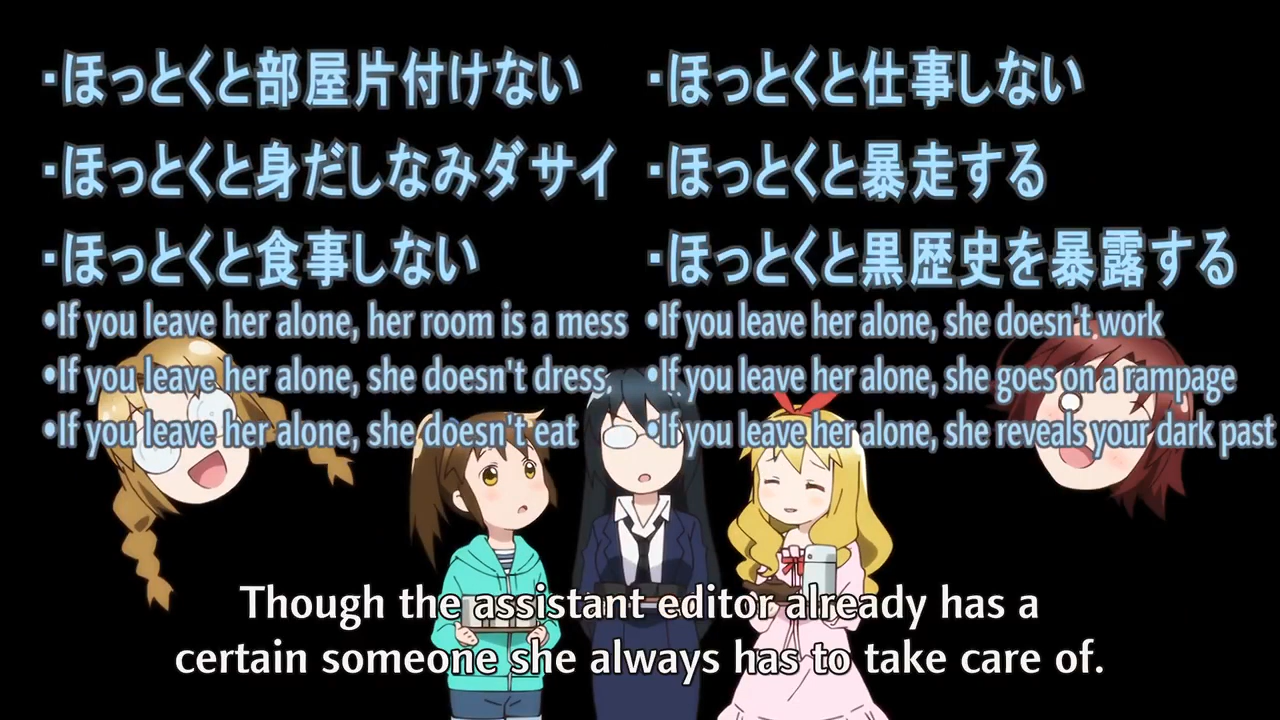 ・ほっとくと部屋片付けない
・ほっとくと身だしなみダサイ
・ほっとくと食事しない
・ほっとくと仕事しない
・ほっとくと暴走する
・ほっとくと黒歴史を暴露する
•If you leave her alone, her room is a mess
•If you leave her alone, she doesn't dress.
•If you leave her alone, she doesn't eat
•If you leave her alone, she doesn't work
•If you leave her alone, she goes on a rampage
•If you leave her alone, she reveals your dark past
Though the assistant editor already has a
certain someone she always has to take care of.